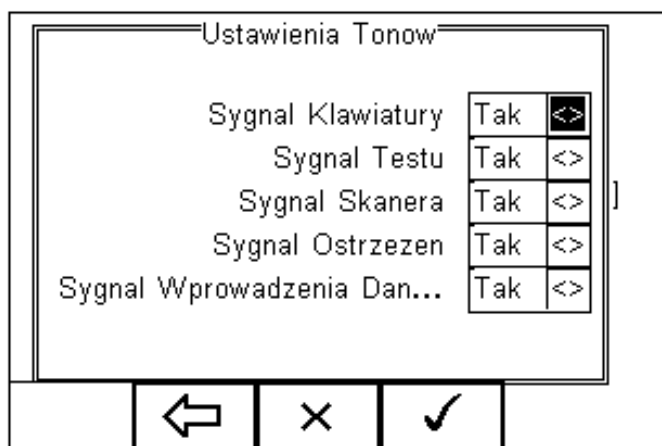 Ustawienia Tonow
Sygnal Klawiatury Tak <>
Sygnal Testu Tak <>
Sygnal Skanera Tak <>
]
Sygnal Ostrzezen Tak <>
Sygnal Wprowadzenia Dan... Tak <>